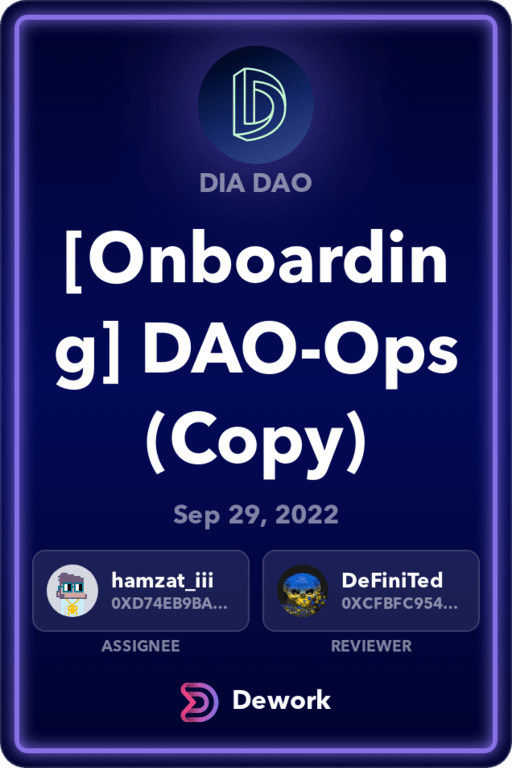 DIA DAO
[Onboardin
g] DAO-Ops
(Copy)
Sep 29, 2022
hamzat_iii
0XD74EB9BA...
ASSIGNEE
DeFiniTed
0XCFBFC954...
REVIEWER
Dework